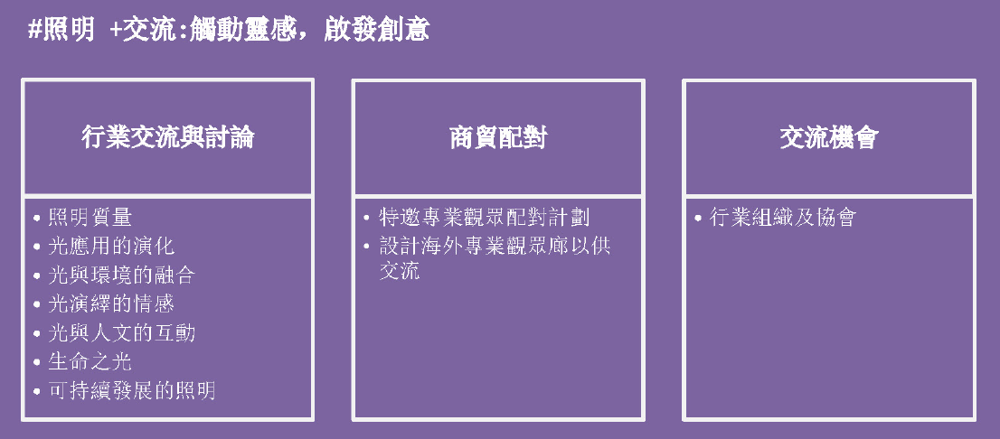 #照明 +交流:觸動靈感，啟發創意
行業交流與討論
• 照明質量
• 光應用的演化
• 光與環境的融合
• 光演繹的情感
• 光與人文的互動
• 生命之光
• 可持續發展的照明
商貿配對
• 特邀專業觀眾配對計劃
• 設計海外專業觀眾廊以供
交流
交流機會
• 行業組織及協會